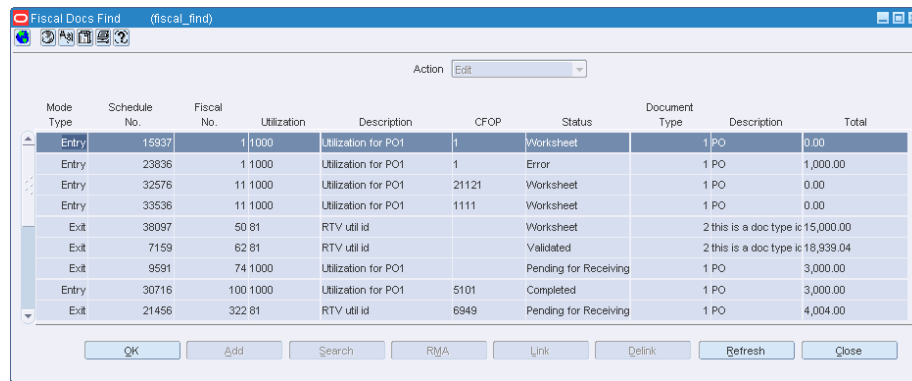 Fiscal Docs Find (fiscal_find)
Action Edit
Mode Type Schedule No. Fiscal No. Utilization Description CFOP Status Document Type Description Total
Entry 15937 1 1000 Utilization for PO1 1 Worksheet 1 PO 0.00
Entry 23836 1 1000 Utilization for PO1 1 Error 1 PO 1,000.00
Entry 32576 11 1000 Utilization for PO1 21121 Worksheet 1 PO 0.00
Entry 33536 11 1000 Utilization for PO1 1111 Worksheet 1 PO 0.00
Exit 38097 50 81 RTV util id Worksheet 2 this is a doc type ic 15,000.00
Exit 7159 62 81 RTV util id Validated 2 this is a doc type ic 18,939.04
Exit 9591 74 1000 Utilization for PO1 Pending for Receiving 1 PO 3,000.00
Entry 30716 100 1000 Utilization for PO1 5101 Completed 1 PO 3,000.00
Exit 21456 322 81 RTV util id 6949 Pending for Receiving 1 PO 4,004.00
OK Add Search RMA Link Delink Refresh Close